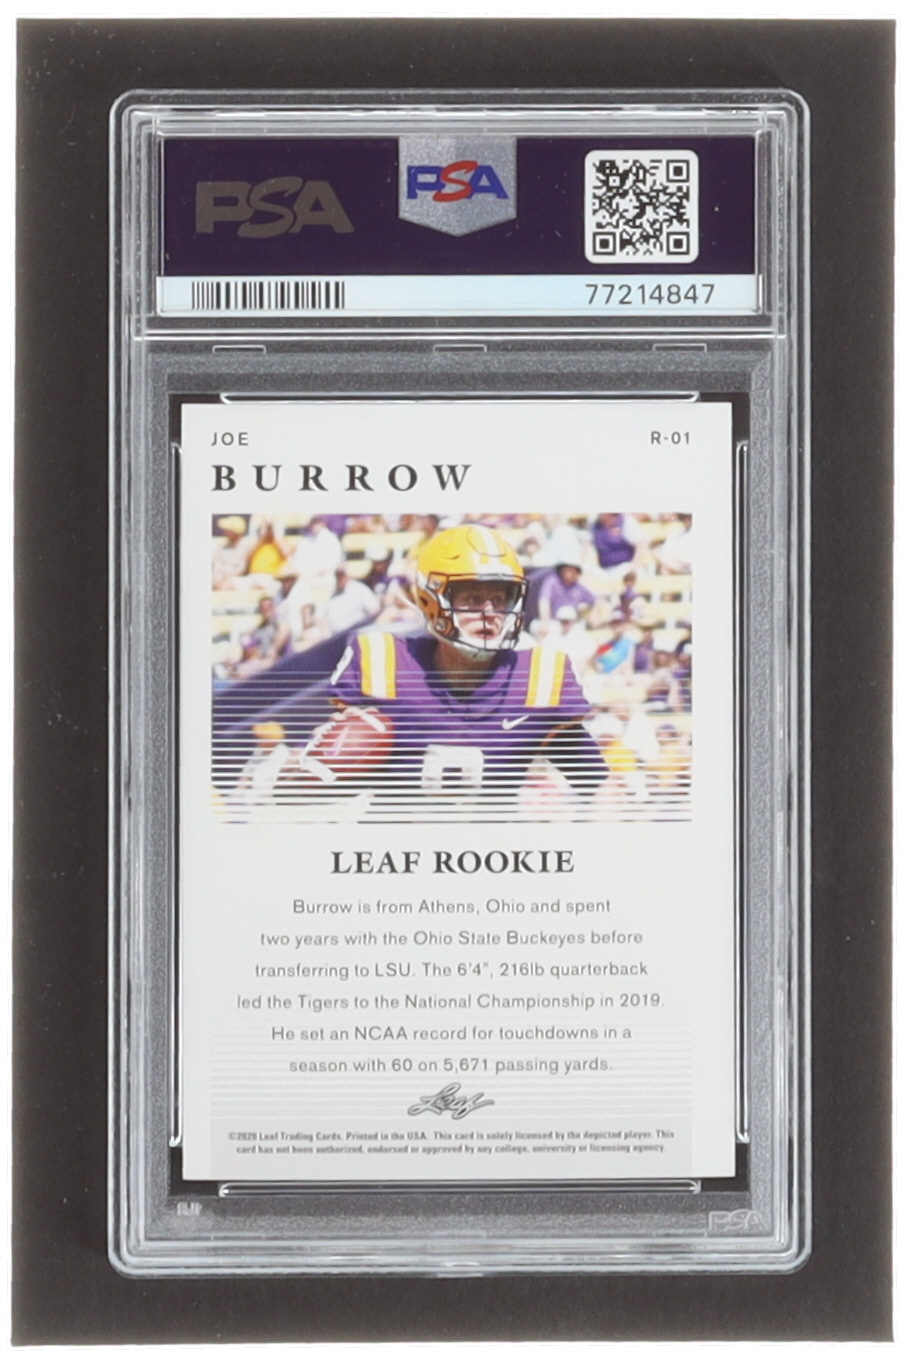 PSA PSA
77214847
JOE R-01
BURROW
LEAF ROOKIE
Burrow is from Athens, Ohio and spent
two years with the Ohio State Buckeyes before
transferring to LSU. The 6'4", 216lb quarterback
led the Tigers to the National Championship in 2019.
He set an NCAA record for touchdowns in a
season with 60 on 5,671 passing yards.
Leaf
©2020 Leaf Trading Cards. Printed in the USA. This card is solely licensed by the depicted player. This
card has not been authorized, endorsed or approved by any college, university or licensing agency.
PSA